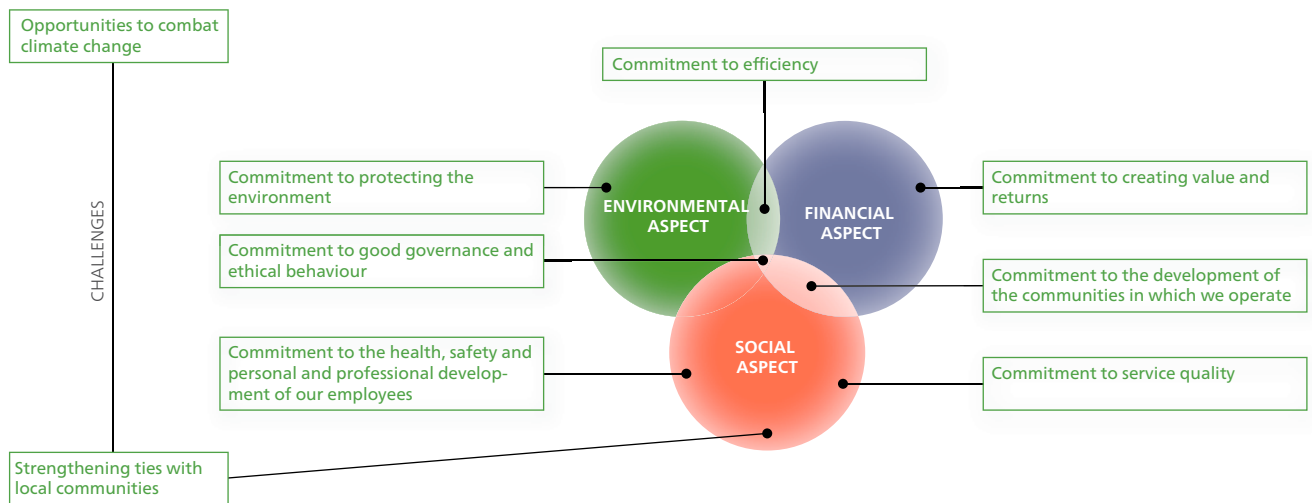 Opportunities to combat
climate change
Commitment to efficiency
Commitment to protecting the
environment
Commitment to creating value and
returns
ENVIRONMENTAL
ASPECT
FINANCIAL
ASPECT
Commitment to good governance and
ethical behaviour
CHALLENGES
Commitment to the development of
the communities in which we operate
Commitment to the health, safety and
personal and professional develop-
ment of our employees
SOCIAL
ASPECT
Commitment to service quality
Strengthening ties with
local communities